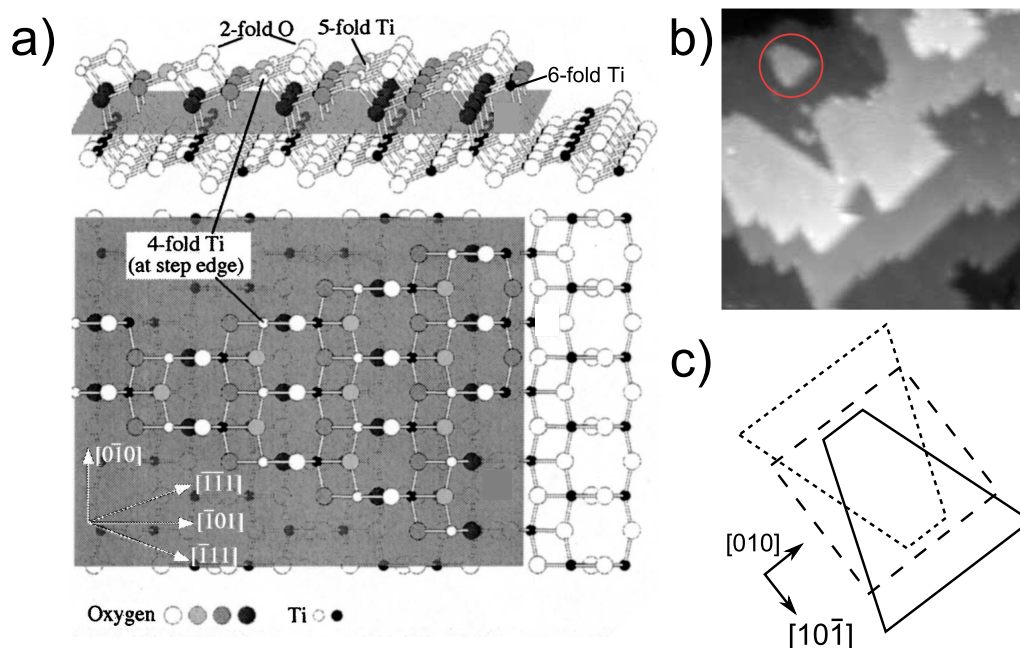 a)
2-fold O
5-fold Ti
6-fold Ti
4-fold Ti
(at step edge)
[01̄0]
[1̄1̄1]
[1̄01]
[1̄11]
Oxygen
Ti
b)
c)
[010]
[101̄]